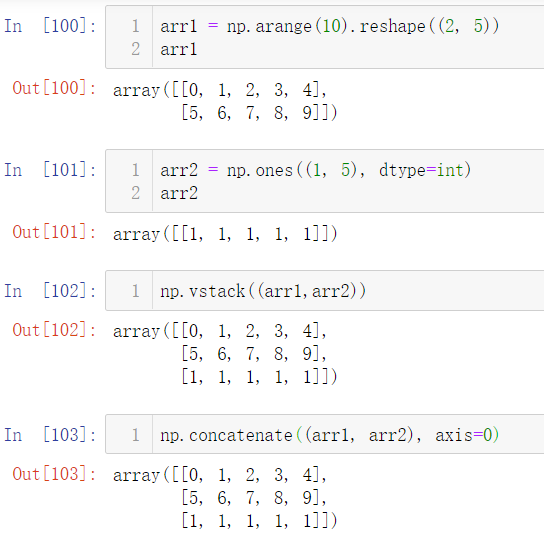 In [100]: 1 arr1 = np.arange(10).reshape((2, 5))
2 arr1
Out[100]: array([[0, 1, 2, 3, 4],
[5, 6, 7, 8, 9]])
In [101]: 1 arr2 = np.ones((1, 5), dtype=int)
2 arr2
Out[101]: array([[1, 1, 1, 1, 1]])
In [102]: 1 np.vstack((arr1,arr2))
Out[102]: array([[0, 1, 2, 3, 4],
[5, 6, 7, 8, 9],
[1, 1, 1, 1, 1]])
In [103]: 1 np.concatenate((arr1, arr2), axis=0)
Out[103]: array([[0, 1, 2, 3, 4],
[5, 6, 7, 8, 9],
[1, 1, 1, 1, 1]])